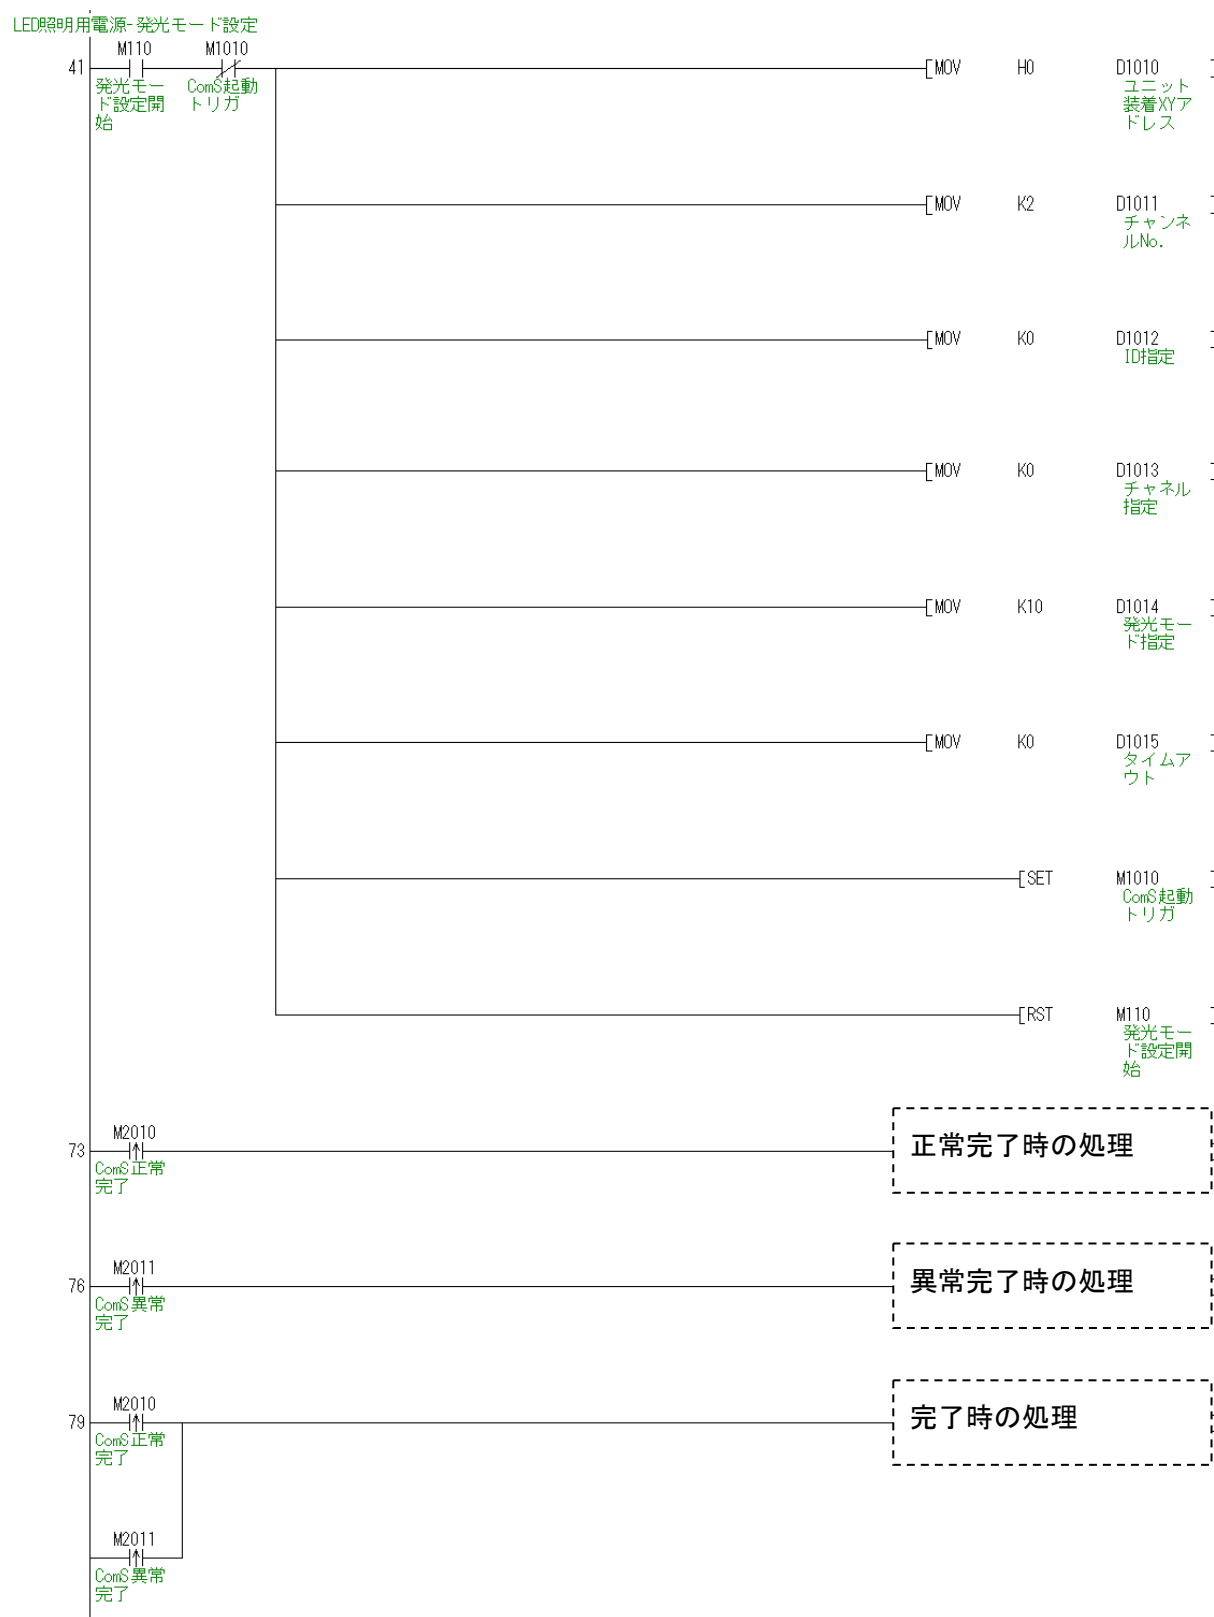 LED照明用電源-発光モード設定
M110 M1010
41 [MOV H0 D1010 ]
発光モー ComS起動 ユニット
ド設定開 トリガ 装着XYア
始 ドレス
[MOV K2 D1011 ]
チャンネ
ルNo.
[MOV K0 D1012 ]
ID指定
[MOV K0 D1013 ]
チャネル
指定
[MOV K10 D1014 ]
発光モー
ド指定
[MOV K0 D1015 ]
タイムア
ウト
[SET M1010 ]
ComS起動
トリガ
[RST M110 ]
発光モー
ド設定開
始
M2010
73 正常完了時の処理
ComS正常
完了
M2011
76 異常完了時の処理
ComS異常
完了
M2010
79 完了時の処理
ComS正常
完了
M2011
ComS異常
完了